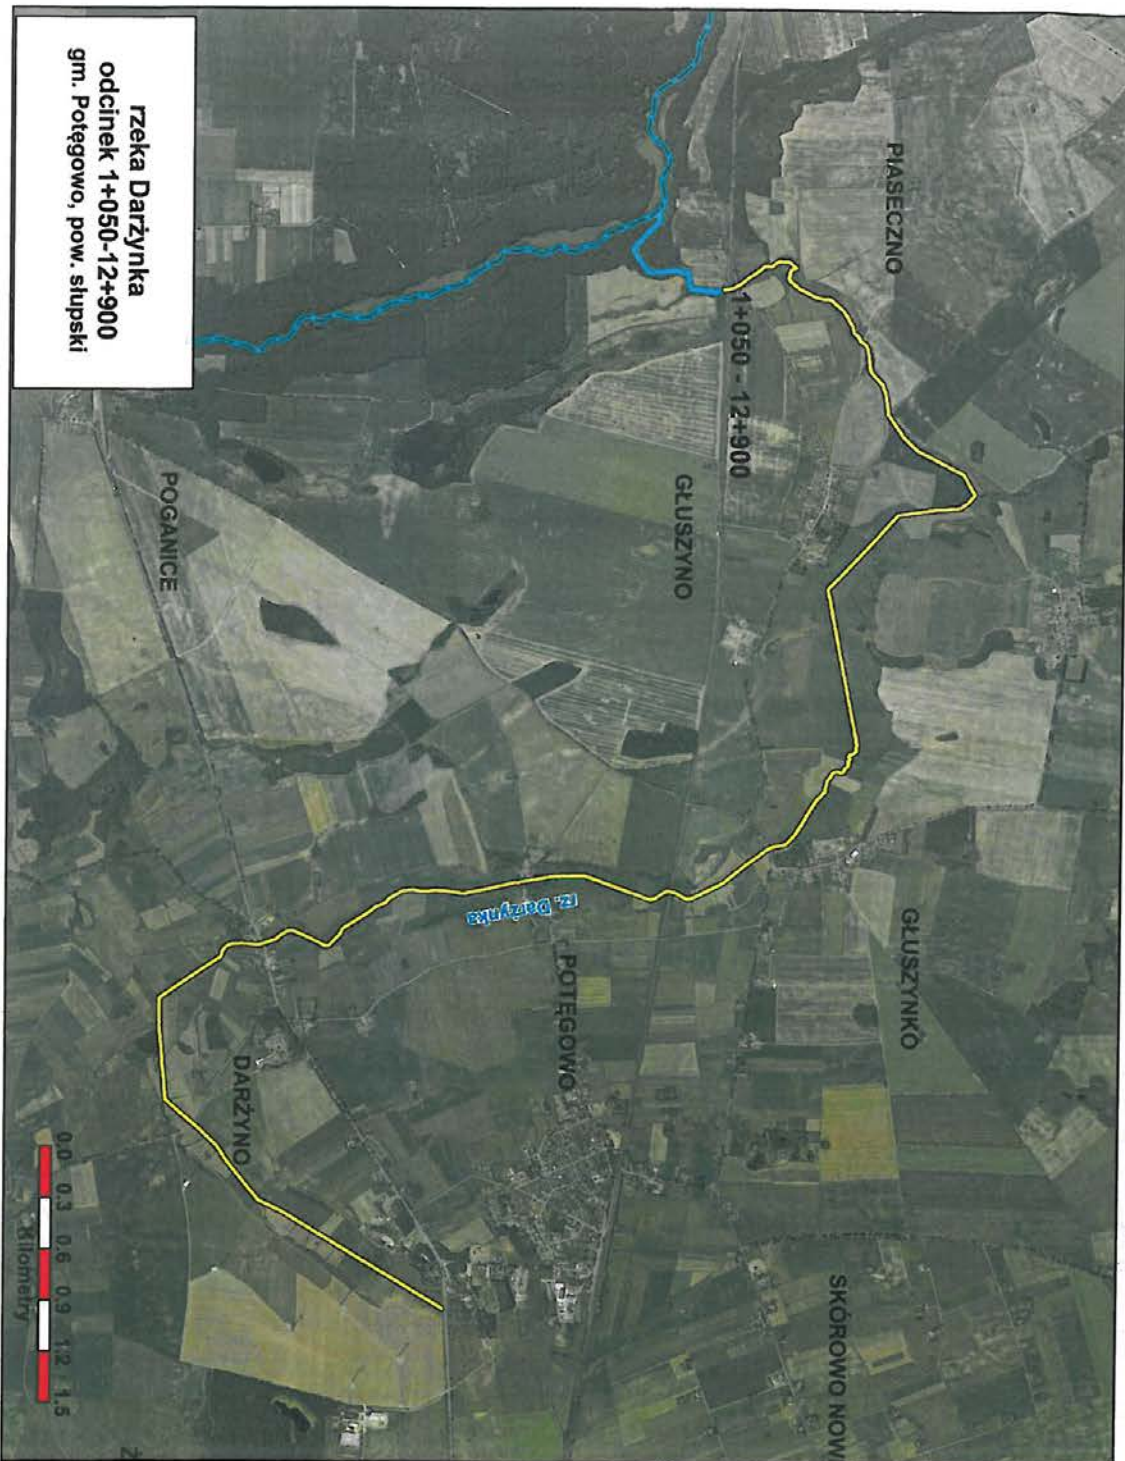 rzeka Darżynka
odcinek 1+050-12+900
gm. Potęgowo, pow. słupski
PIASECZNO
1+050 - 12+900
GŁUSZYNO
POGANICE
GŁUSZYNKO
rz. Darżynka
POTĘGOWO
DARŻYNO
SKÓROWO NOW
0.0 0.3 0.6 0.9 1.2 1.5
Kilometry
Ż